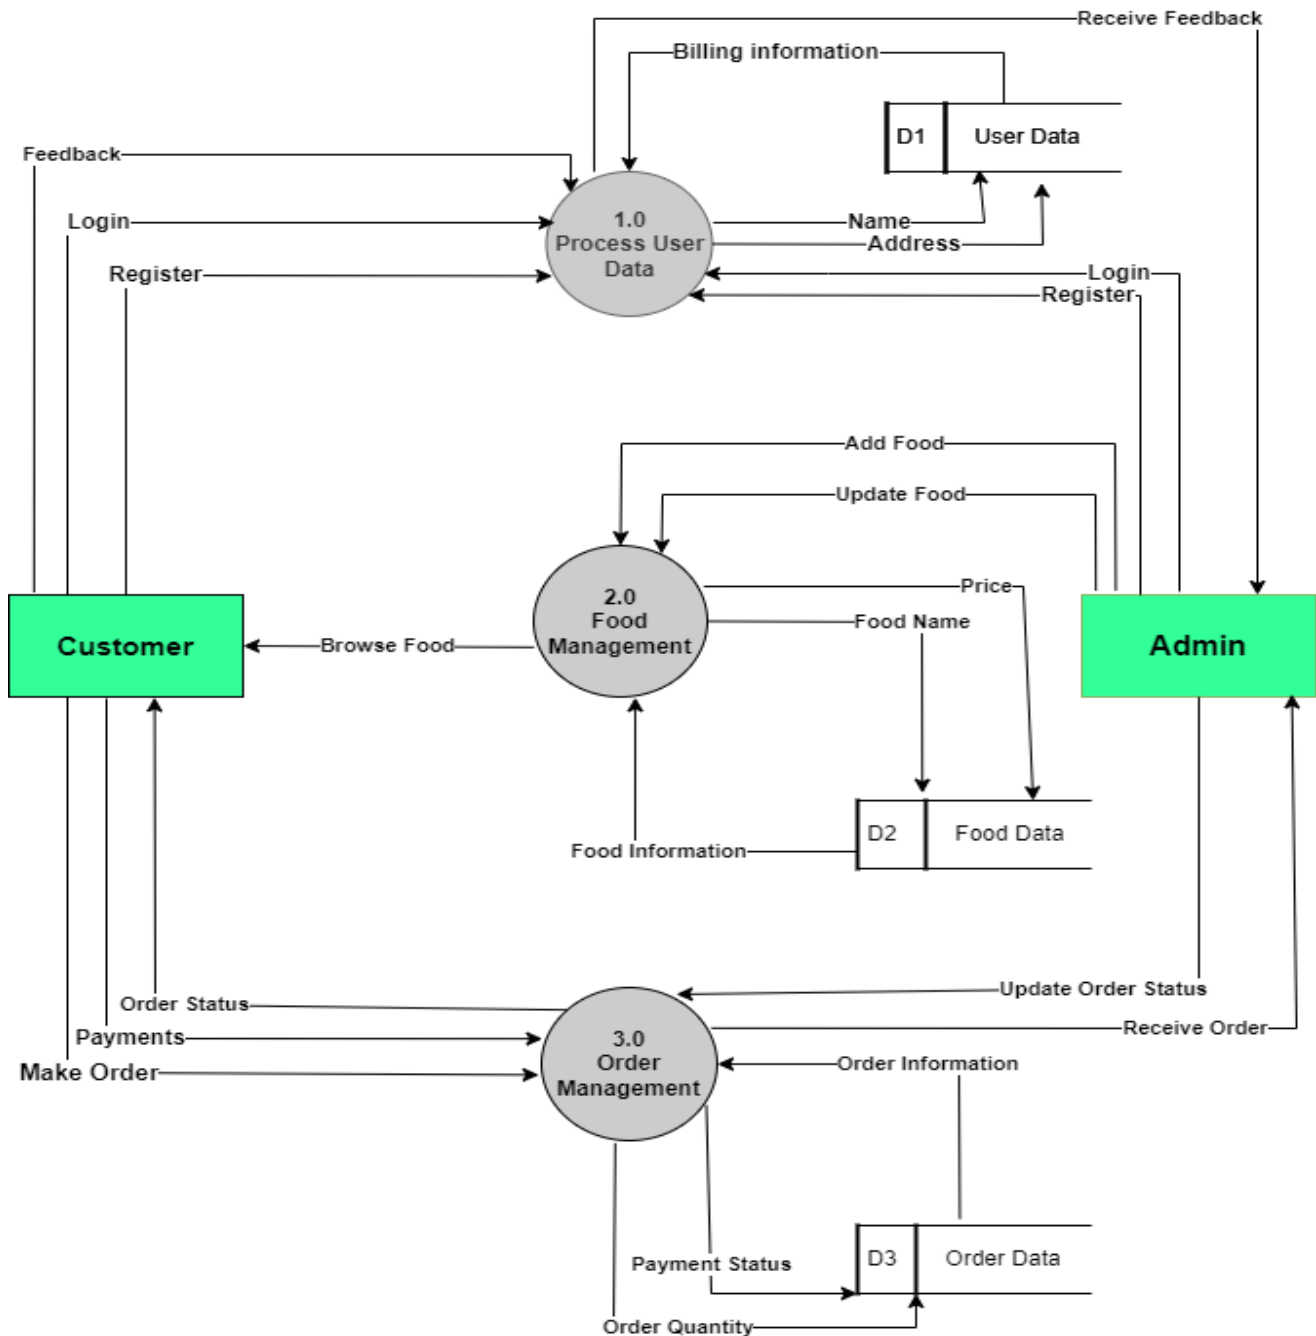 Receive Feedback
Billing information
D1
User Data
Feedback
1.0
Process User
Data
Login
Name
Address
Register
Login
Register
Add Food
Update Food
2.0
Food
Management
Price
Food Name
Customer
Browse Food
Admin
D2
Food Data
Food Information
Order Status
Update Order Status
Payments
3.0
Order
Management
Receive Order
Make Order
Order Information
Payment Status
D3
Order Data
Order Quantity